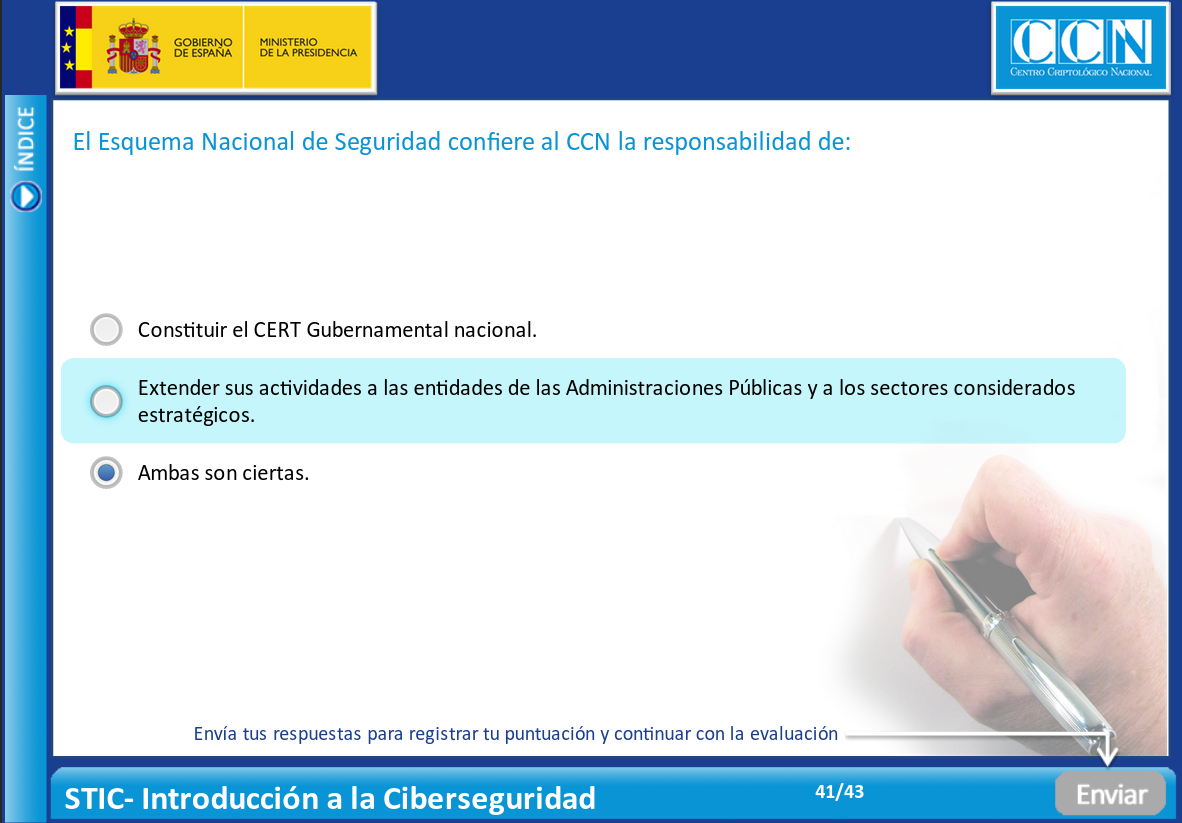 GOBIERNO
DE ESPAÑA
MINISTERIO
DE LA PRESIDENCIA
CCN
CENTRO CRIPTOLÓGICO NACIONAL
ÍNDICE
El Esquema Nacional de Seguridad confiere al CCN la responsabilidad de:
Constituir el CERT Gubernamental nacional.
Extender sus actividades a las entidades de las Administraciones Públicas y a los sectores considerados
estratégicos.
Ambas son ciertas.
Envía tus respuestas para registrar tu puntuación y continuar con la evaluación
STIC- Introducción a la Ciberseguridad
41/43
Enviar